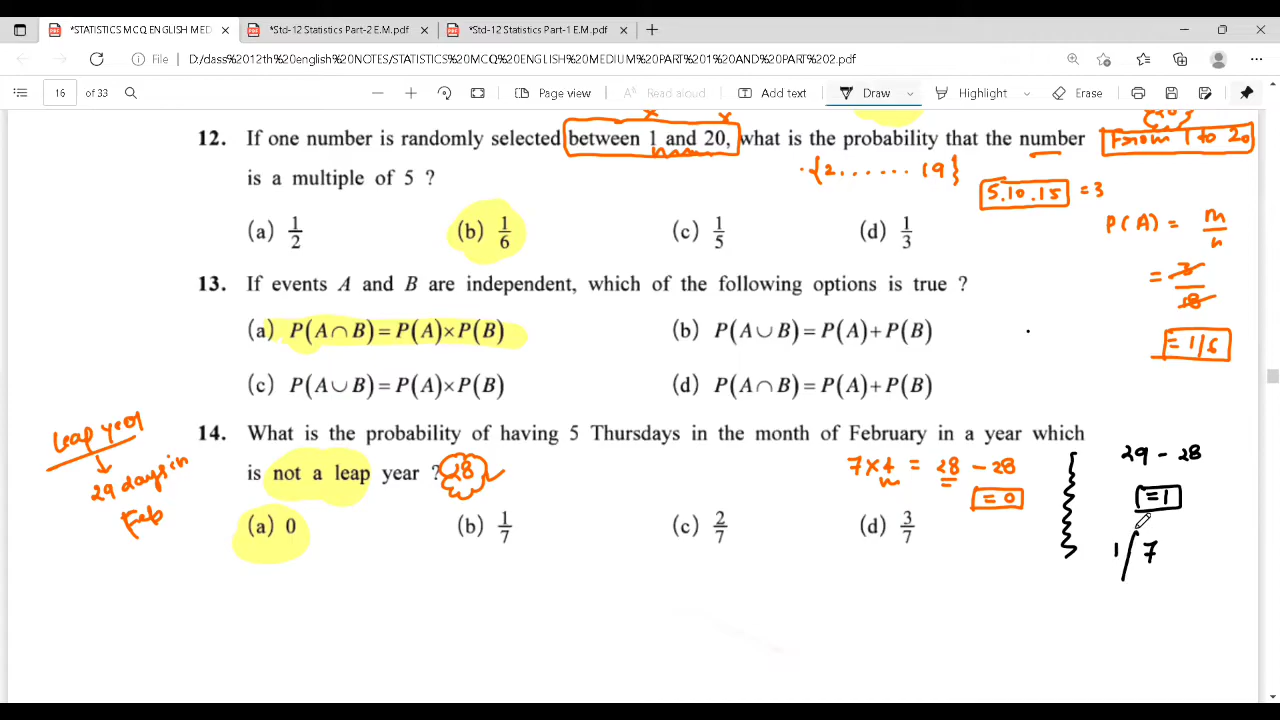 *STATISTICS MCQ ENGLISH MED
*Std-12 Statistics Part-2 E.M.pdf
*Std-12 Statistics Part-1 E.M.pdf
File D:/dass%2012th%20english%20NOTES/STATISTICS%20MCQ%20ENGLISH%20MEDIUM%20PART%201%20AND%20PART%202.pdf
16 of 33 Page view Read aloud Add text Draw Highlight Erase
12. If one number is randomly selected between 1 and 20, what is the probability that the number From 1 to 20
is a multiple of 5 ? {2.......19} 5,10,15 = 3
(a) 1/2 (b) 1/6 (c) 1/5 (d) 1/3
P(A) = m/n
= 3/18
= 1/6
13. If events A and B are independent, which of the following options is true ?
(a) P(A∩B)=P(A)×P(B) (b) P(A∪B)=P(A)+P(B)
(c) P(A∪B)=P(A)×P(B) (d) P(A∩B)=P(A)+P(B)
14. What is the probability of having 5 Thursdays in the month of February in a year which
is not a leap year ? 28 7×4 = 28 - 28
= 0
(a) 0 (b) 1/7 (c) 2/7 (d) 3/7
leap year
29 days in
Feb
29 - 28
= 1
1/7